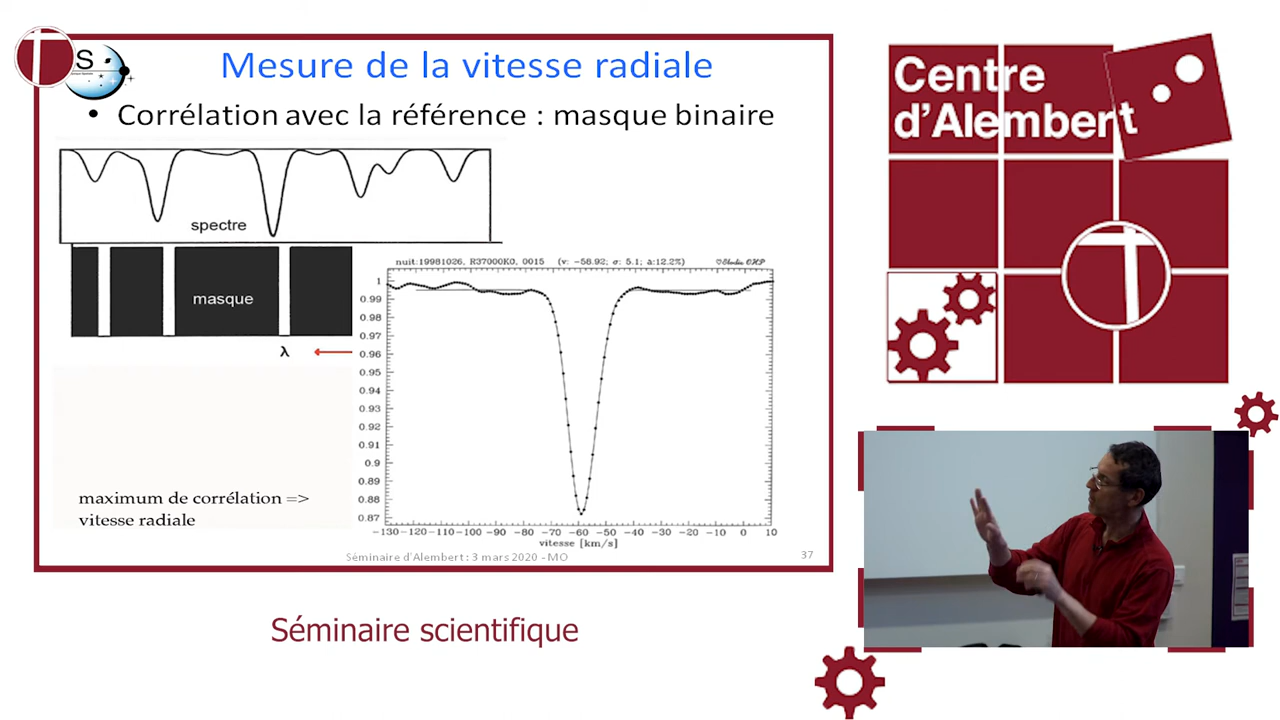 S
Mesure de la vitesse radiale
• Corrélation avec la référence : masque binaire
spectre
masque
λ
nuit:19981026, R37000K0, 0015 (v: -58.92; σ: 5.1; a:12.2%) ©Elodie OHP
1
0.99
0.98
0.97
0.96
0.95
0.94
0.93
0.92
0.91
0.9
0.89
0.88
0.87
-130 -120 -110 -100 -90 -80 -70 -60 -50 -40 -30 -20 -10 0 10
vitesse [km/s]
maximum de corrélation =>
vitesse radiale
Séminaire d'Alembert : 3 mars 2020 - MO
37
Séminaire scientifique
Centre
d'Alembert